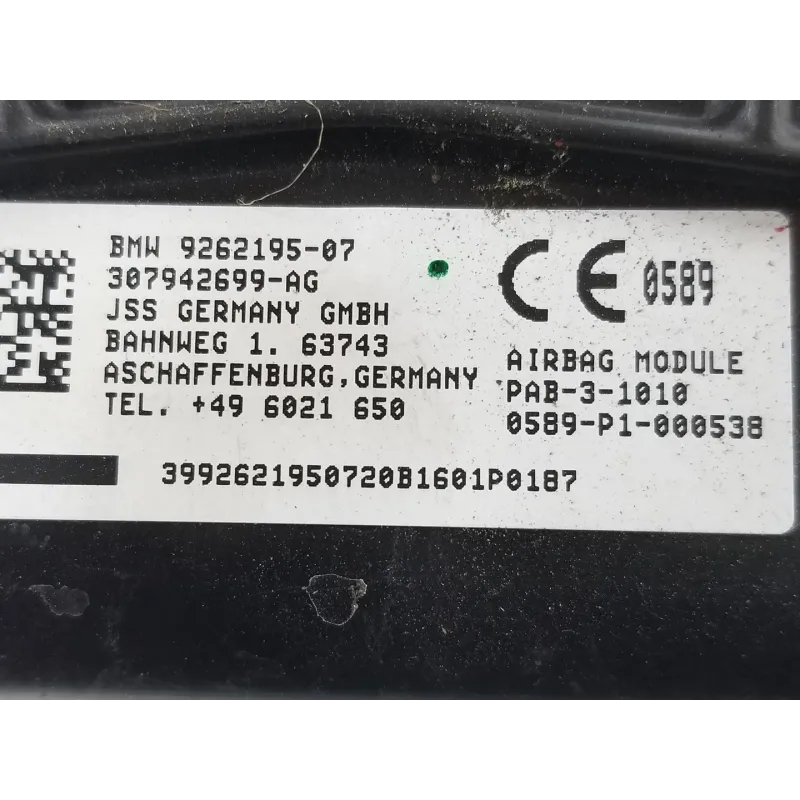 BMW 9262195-07
307942699-AG
JSS GERMANY GMBH
BAHNWEG 1. 63743
ASCHAFFENBURG,GERMANY
TEL. +49 6021 650
CE 0589
AIRBAG MODULE
PAB-3-1010
0589-P1-000538
3992621950720B1601P0187